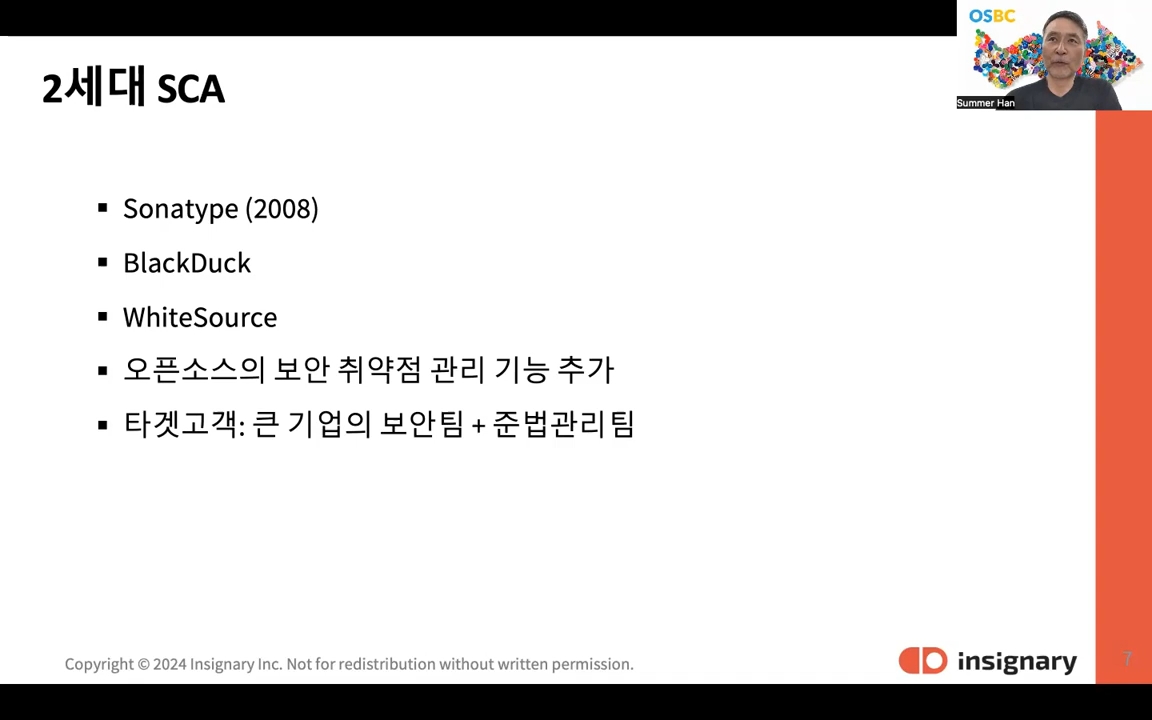 OSBC
Summer Han
2세대 SCA
▪ Sonatype (2008)
▪ BlackDuck
▪ WhiteSource
▪ 오픈소스의 보안 취약점 관리 기능 추가
▪ 타겟고객: 큰 기업의 보안팀 + 준법관리팀
Copyright © 2024 Insignary Inc. Not for redistribution without written permission.
insignary
7